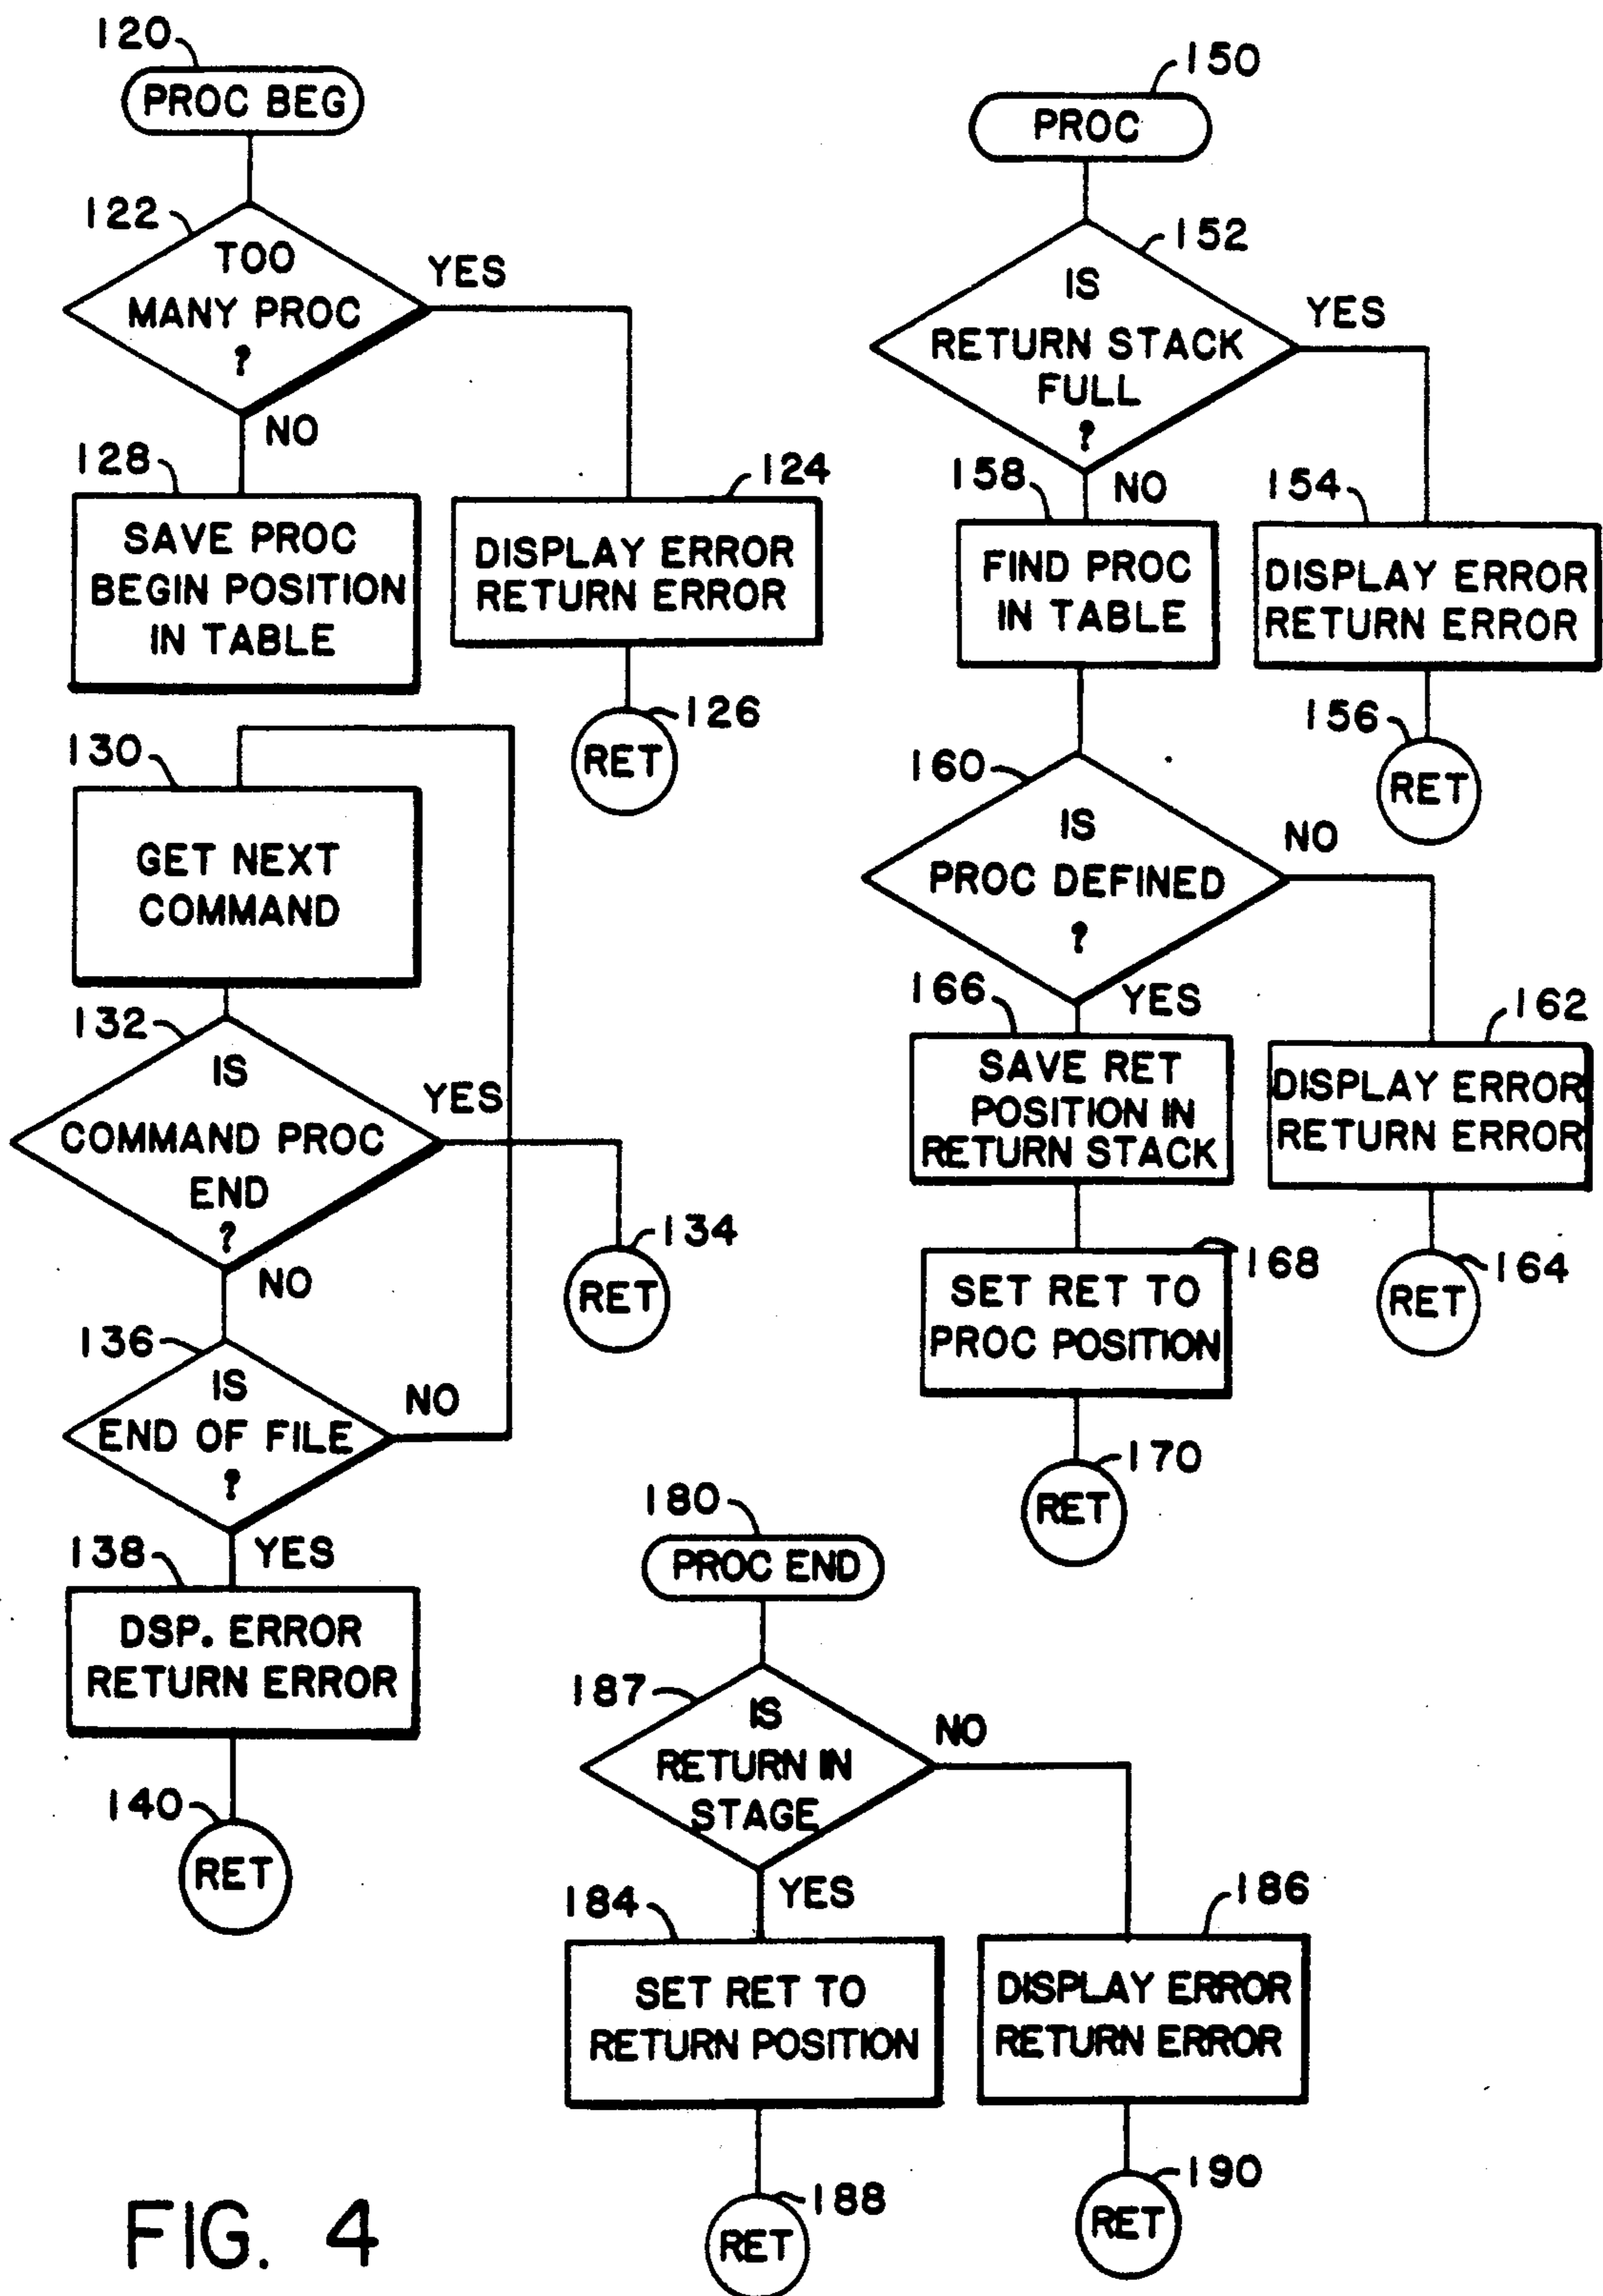 120
PROC BEG
122
TOO
MANY PROC
?
YES
NO
128
SAVE PROC
BEGIN POSITION
IN TABLE
124
DISPLAY ERROR
RETURN ERROR
126
RET
130
GET NEXT
COMMAND
132
IS
COMMAND PROC
END
?
YES
134
RET
NO
136
IS
END OF FILE
?
NO
YES
138
DSP. ERROR
RETURN ERROR
140
RET
150
PROC
152
IS
RETURN STACK
FULL
?
YES
NO
158
FIND PROC
IN TABLE
154
DISPLAY ERROR
RETURN ERROR
156
RET
160
IS
PROC DEFINED
?
NO
YES
166
SAVE RET
POSITION IN
RETURN STACK
162
DISPLAY ERROR
RETURN ERROR
164
RET
168
SET RET TO
PROC POSITION
170
RET
180
PROC END
187
IS
RETURN IN
STAGE
NO
YES
184
SET RET TO
RETURN POSITION
186
DISPLAY ERROR
RETURN ERROR
188
RET
190
RET
FIG. 4